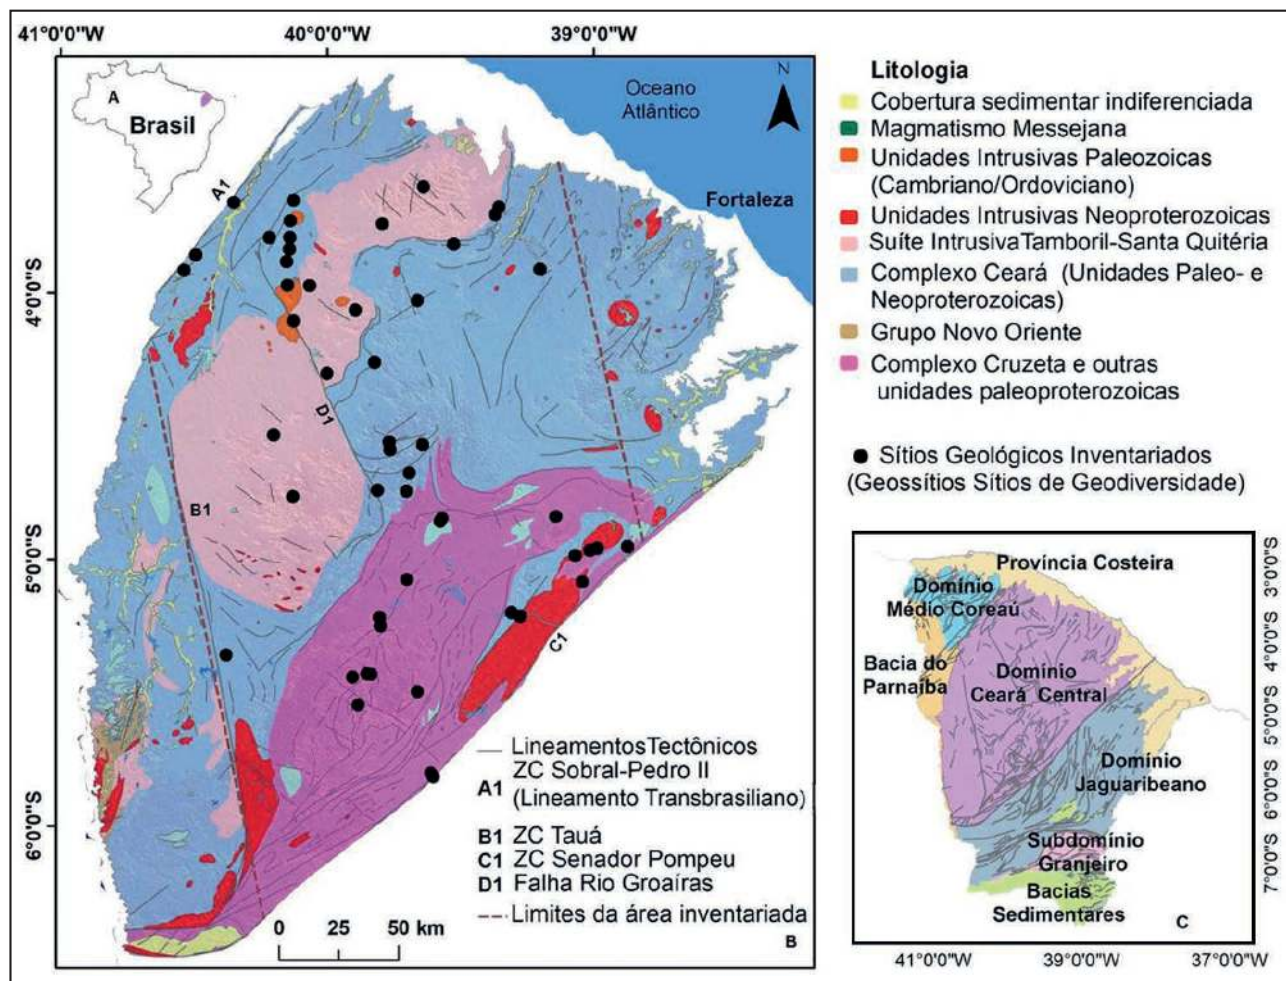 41°0'0"W
40°0'0"W
39°0'0"W
A
Brasil
N
Oceano
Atlântico
Fortaleza
A1
4°0'0"S
D1
B1
5°0'0"S
C1
6°0'0"S
Lineamentos Tectônicos
A1 ZC Sobral-Pedro II
(Lineamento Transbrasiliano)
B1 ZC Tauá
C1 ZC Senador Pompeu
D1 Falha Rio Groaíras
Limites da área inventariada
0 25 50 km
B
Litologia
Cobertura sedimentar indiferenciada
Magmatismo Messejana
Unidades Intrusivas Paleozoicas
(Cambriano/Ordoviciano)
Unidades Intrusivas Neoproterozoicas
Suíte Intrusiva Tamboril-Santa Quitéria
Complexo Ceará (Unidades Paleo- e
Neoproterozoicas)
Grupo Novo Oriente
Complexo Cruzeta e outras
unidades paleoproterozoicas
Sítios Geológicos Inventariados
(Geossítios Sítios de Geodiversidade)
Província Costeira
Domínio
Médio Coreaú
Bacia do
Parnaíba
Domínio
Ceará Central
Domínio
Jaguaribeano
Subdomínio
Granjeiro
Bacias
Sedimentares
C
3°0'0"S
4°0'0"S
5°0'0"S
6°0'0"S
7°0'0"S
41°0'0"W
39°0'0"W
37°0'0"W